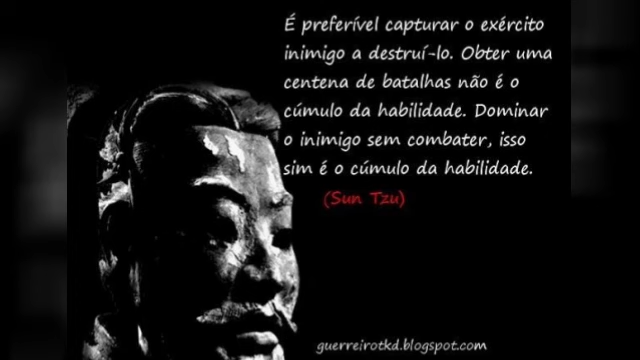 É preferível capturar o exército
inimigo a destruí-lo. Obter uma
centena de batalhas não é o
cúmulo da habilidade. Dominar
o inimigo sem combater, isso
sim é o cúmulo da habilidade.
(Sun Tzu)
guerreirotkd.blogspot.com